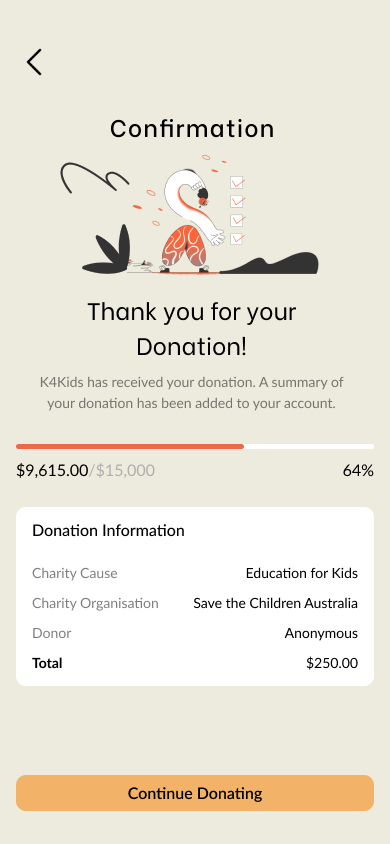 Confirmation
Thank you for your
Donation!
K4Kids has received your donation. A summary of
your donation has been added to your account.
$9,615.00/$15,000 64%
Donation Information
Charity Cause Education for Kids
Charity Organisation Save the Children Australia
Donor Anonymous
Total $250.00
Continue Donating